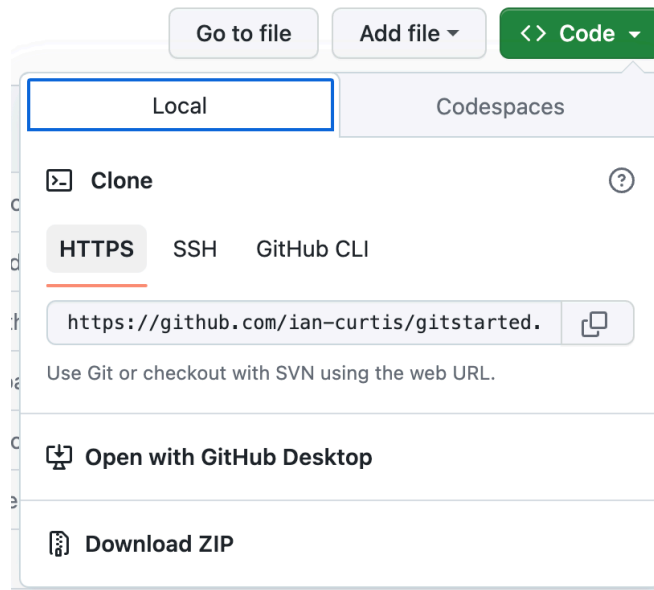 Go to file Add file <> Code
Local Codespaces
Clone
HTTPS SSH GitHub CLI
https://github.com/ian-curtis/gitstarted.
Use Git or checkout with SVN using the web URL.
Open with GitHub Desktop
Download ZIP